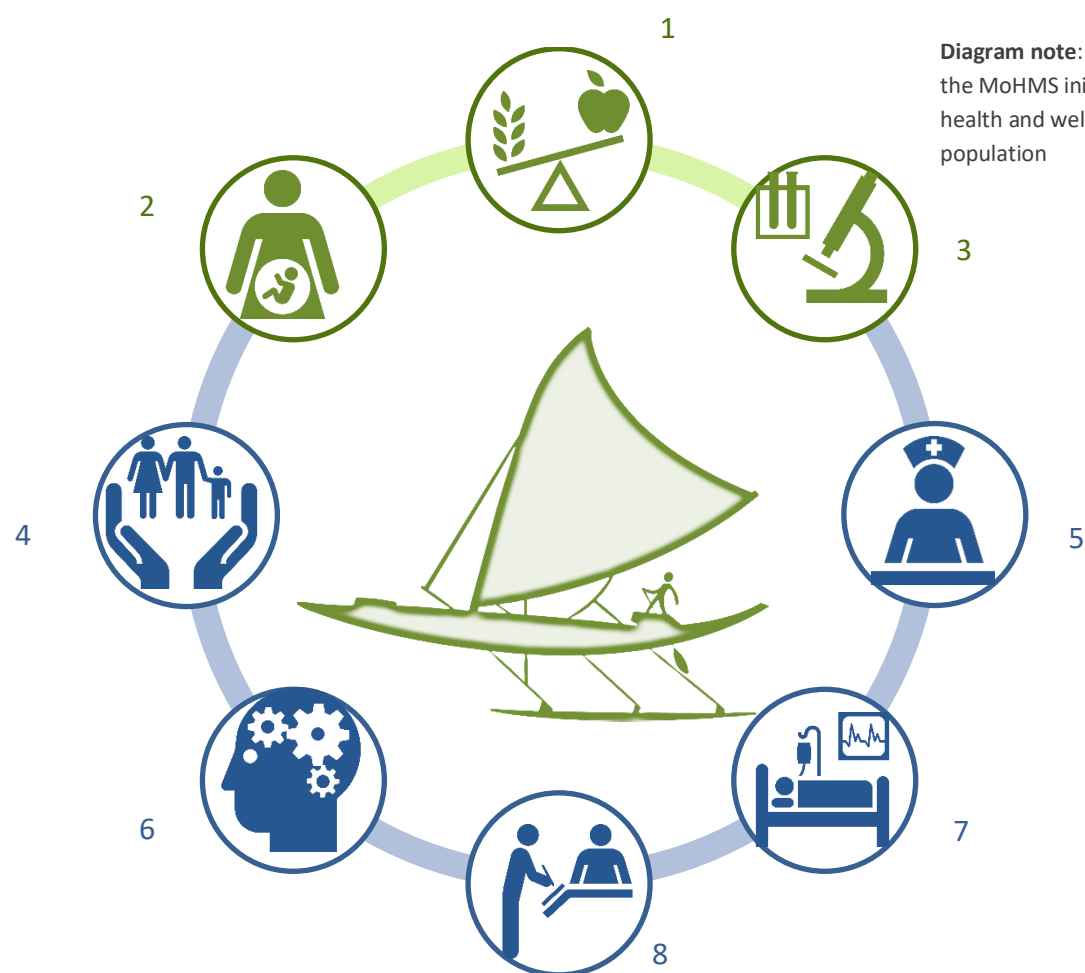 1
Diagram note:
the MoHMS ini
health and wel
population
2
3
4
5
6
7
8